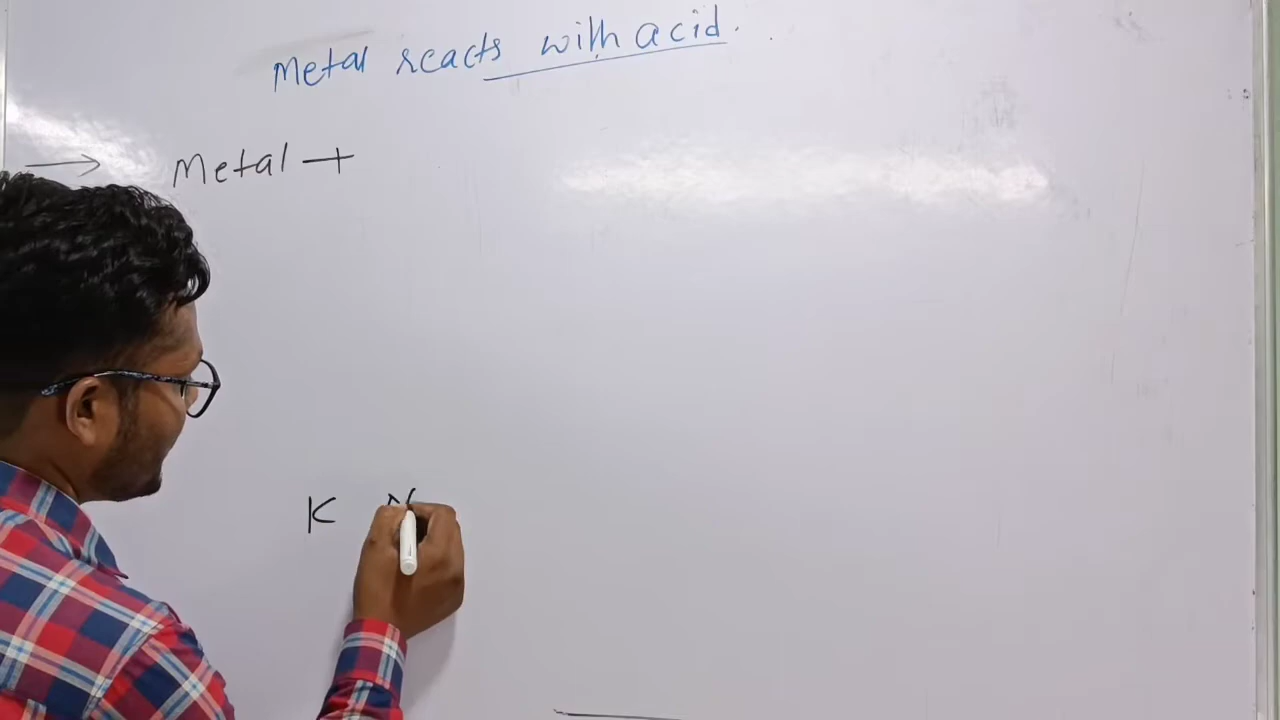 Metal reacts with acid.
→ Metal +
K N